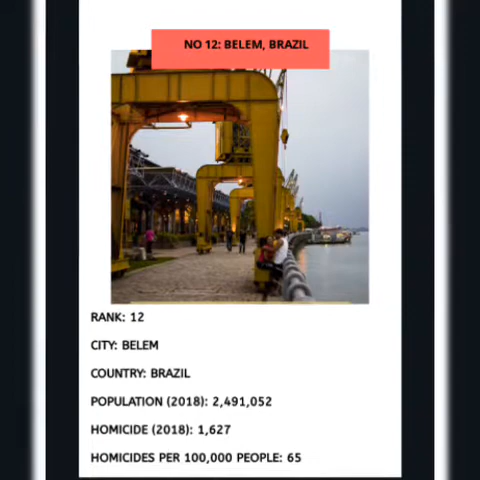 NO 12: BELEM, BRAZIL
RANK: 12
CITY: BELEM
COUNTRY: BRAZIL
POPULATION (2018): 2,491,052
HOMICIDE (2018): 1,627
HOMICIDES PER 100,000 PEOPLE: 65